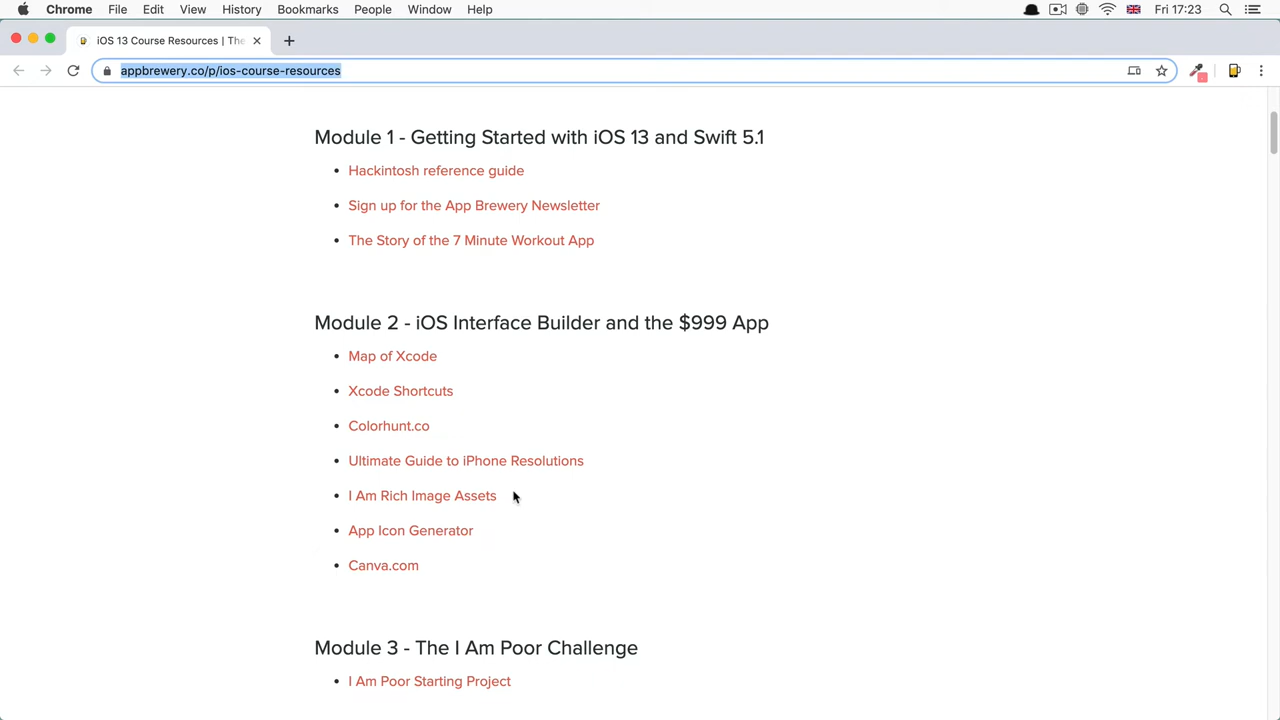 Chrome File Edit View History Bookmarks People Window Help Fri 17:23
iOS 13 Course Resources | The
appbrewery.co/p/ios-course-resources
Module 1 - Getting Started with iOS 13 and Swift 5.1
• Hackintosh reference guide
• Sign up for the App Brewery Newsletter
• The Story of the 7 Minute Workout App
Module 2 - iOS Interface Builder and the $999 App
• Map of Xcode
• Xcode Shortcuts
• Colorhunt.co
• Ultimate Guide to iPhone Resolutions
• I Am Rich Image Assets
• App Icon Generator
• Canva.com
Module 3 - The I Am Poor Challenge
• I Am Poor Starting Project